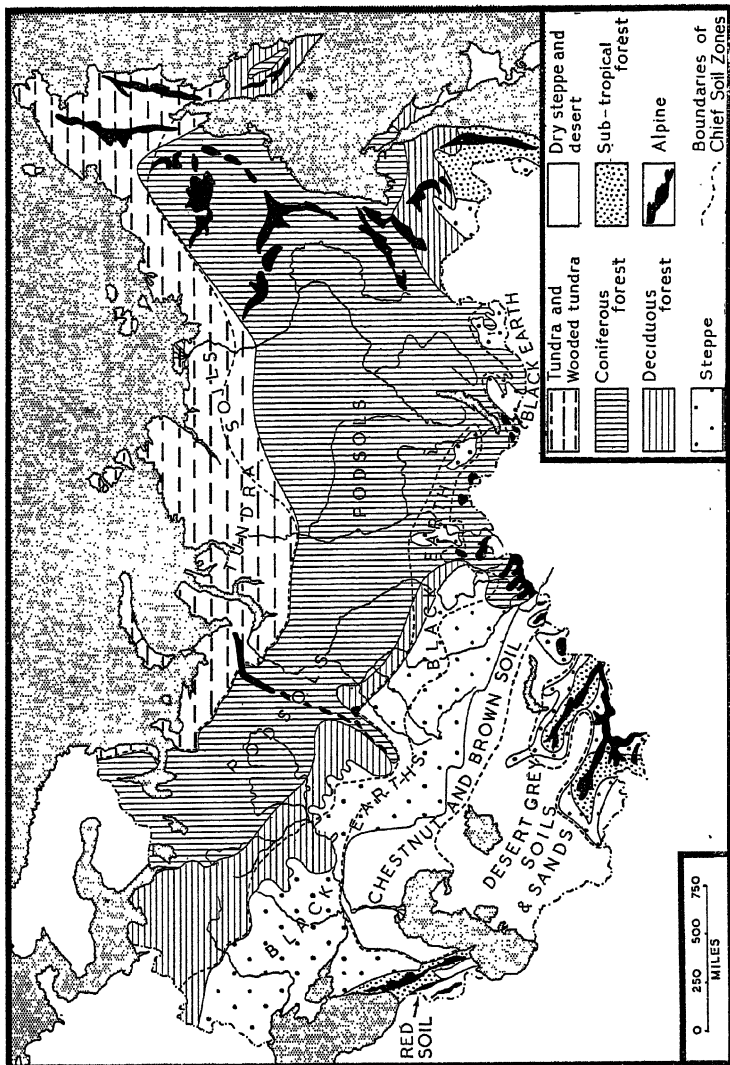 TUNDRA SOILS
PODSOLS
PODSOLS
BLACK EARTHS
BLACK EARTH
BLACK EARTH
CHESTNUT AND BROWN SOIL
DESERT GREY
SOILS
& SANDS
RED
SOIL
0 250 500 750
MILES
Tundra and
Wooded tundra
Coniferous
forest
Deciduous
forest
Steppe
Dry steppe and
desert
Sub-tropical
forest
Alpine
Boundaries of
Chief Soil Zones